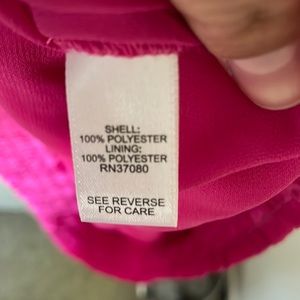 SHELL:
100% POLYESTER
LINING:
100% POLYESTER
RN37080
SEE REVERSE
FOR CARE